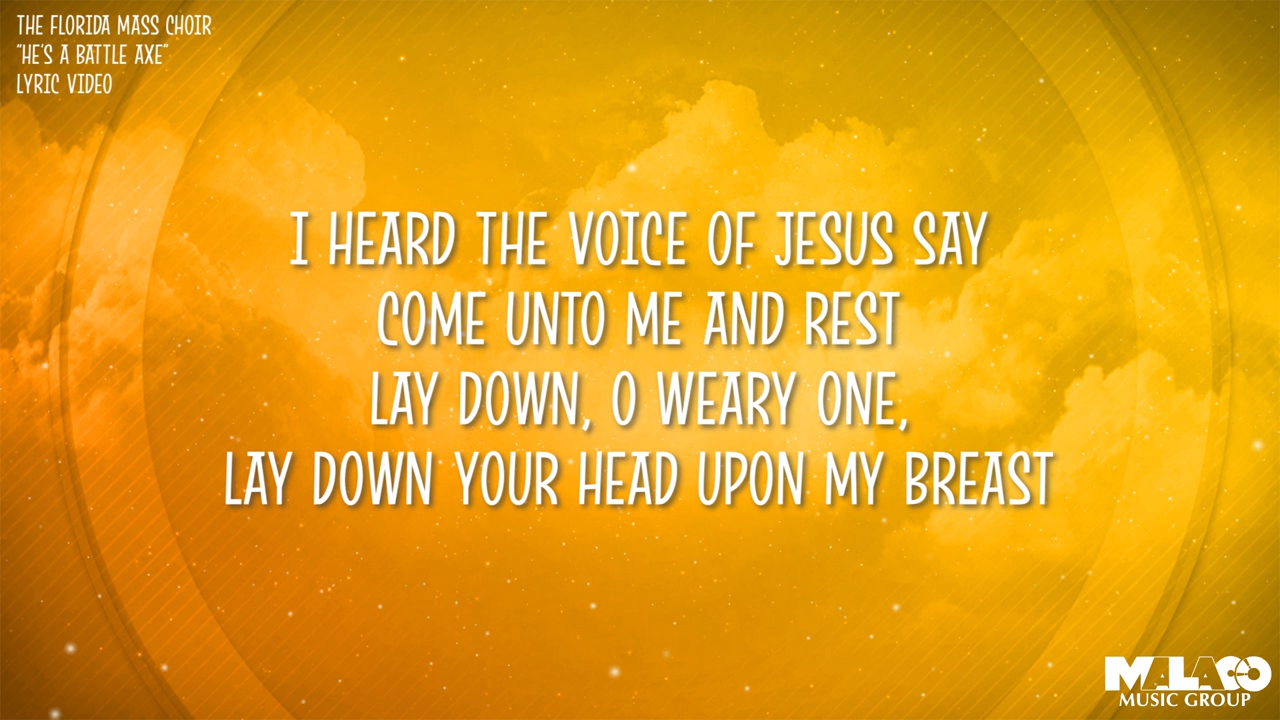 THE FLORIDA MASS CHOIR
"HE'S A BATTLE AXE"
LYRIC VIDEO
I HEARD THE VOICE OF JESUS SAY
COME UNTO ME AND REST
LAY DOWN, O WEARY ONE,
LAY DOWN YOUR HEAD UPON MY BREAST
MALACO
MUSIC GROUP